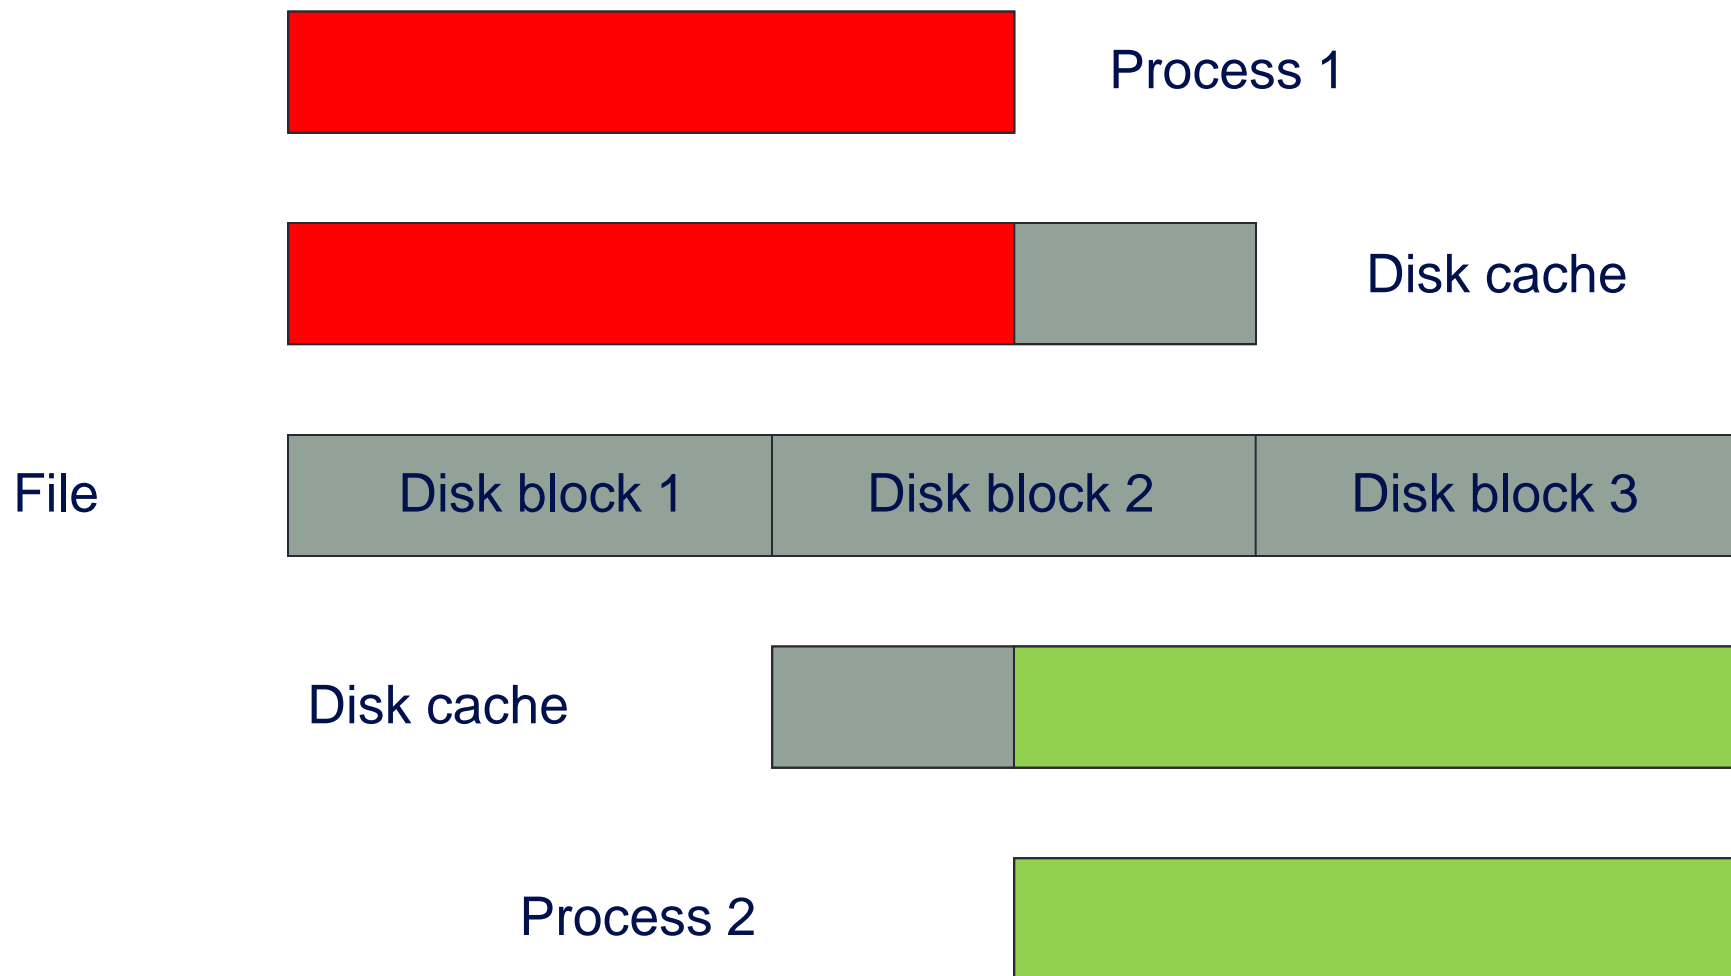 Process 1
Disk cache
File
Disk block 1
Disk block 2
Disk block 3
Disk cache
Process 2